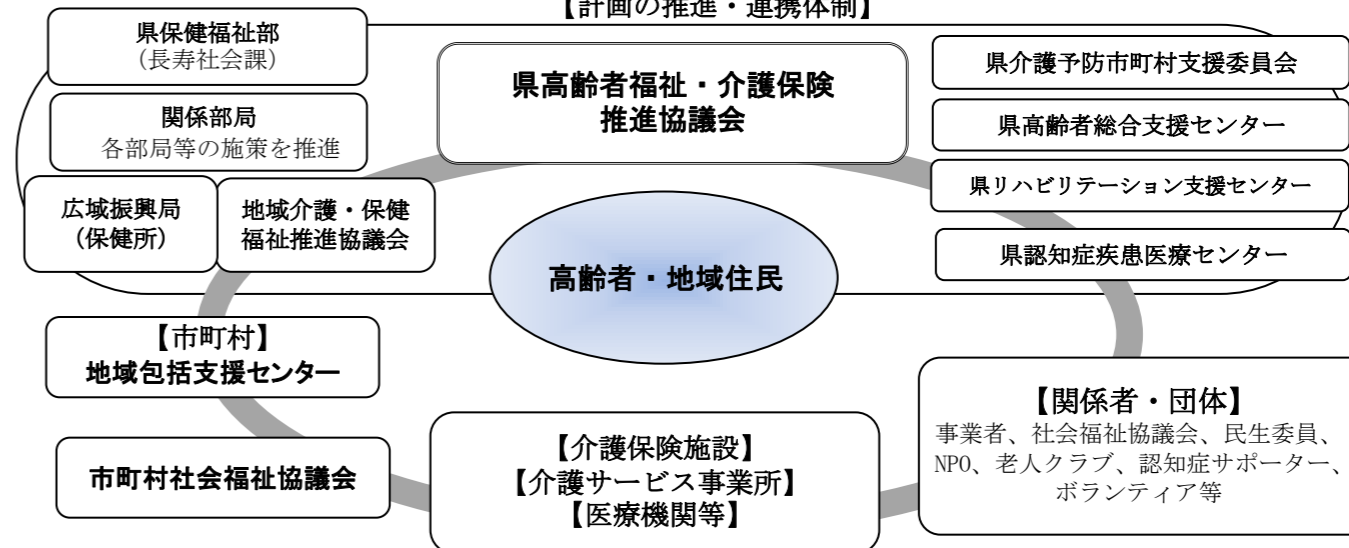 【計画の推進・連携体制】
県保健福祉部
（長寿社会課）
関係部局
各部局等の施策を推進
広域振興局
（保健所）
地域介護・保健
福祉推進協議会
県高齢者福祉・介護保険
推進協議会
県介護予防市町村支援委員会
県高齢者総合支援センター
県リハビリテーション支援センター
県認知症疾患医療センター
高齢者・地域住民
【市町村】
地域包括支援センター
市町村社会福祉協議会
【介護保険施設】
【介護サービス事業所】
【医療機関等】
【関係者・団体】
事業者、社会福祉協議会、民生委員、
NPO、老人クラブ、認知症サポーター、
ボランティア等